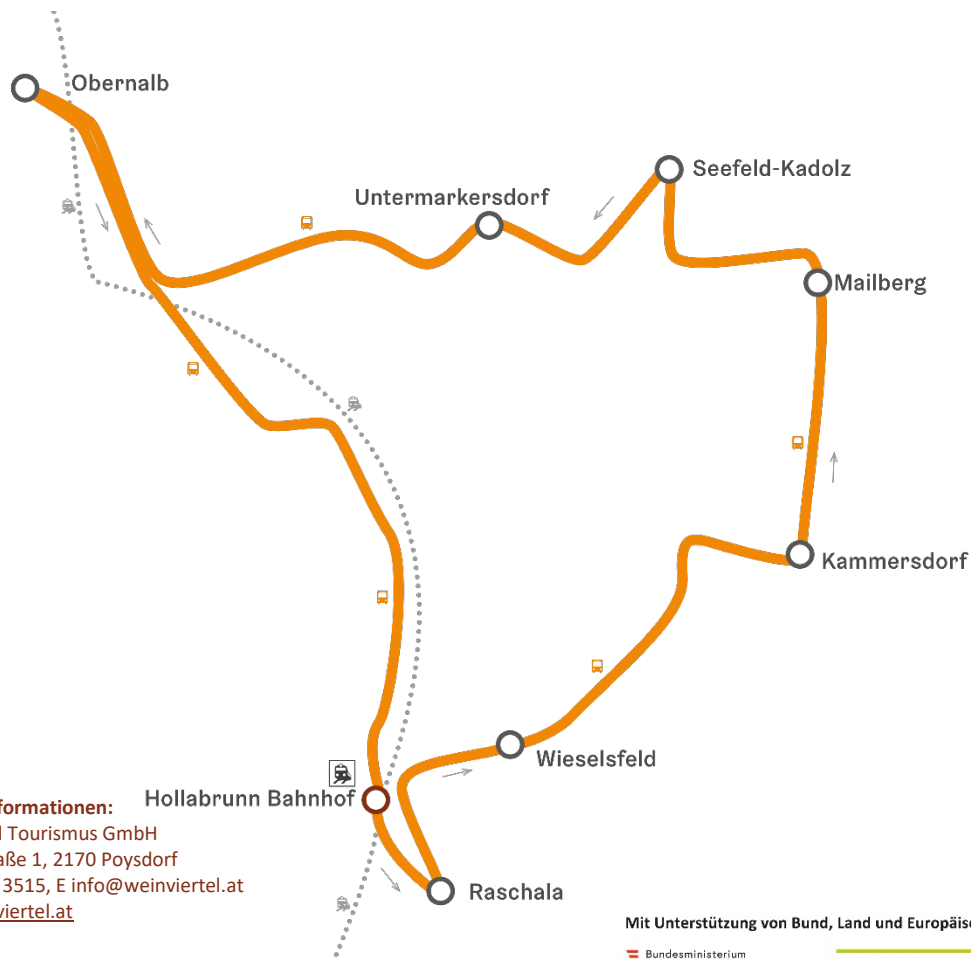 Obernalb
Seefeld-Kadolz
Untermarkersdorf
Mailberg
Kammersdorf
Wieselsfeld
Hollabrunn Bahnhof
Raschala
formationen:
Tourismus GmbH
aße 1, 2170 Poysdorf
3515, E info@weinviertel.at
viertel.at
Mit Unterstützung von Bund, Land und Europäis
Bundesministerium